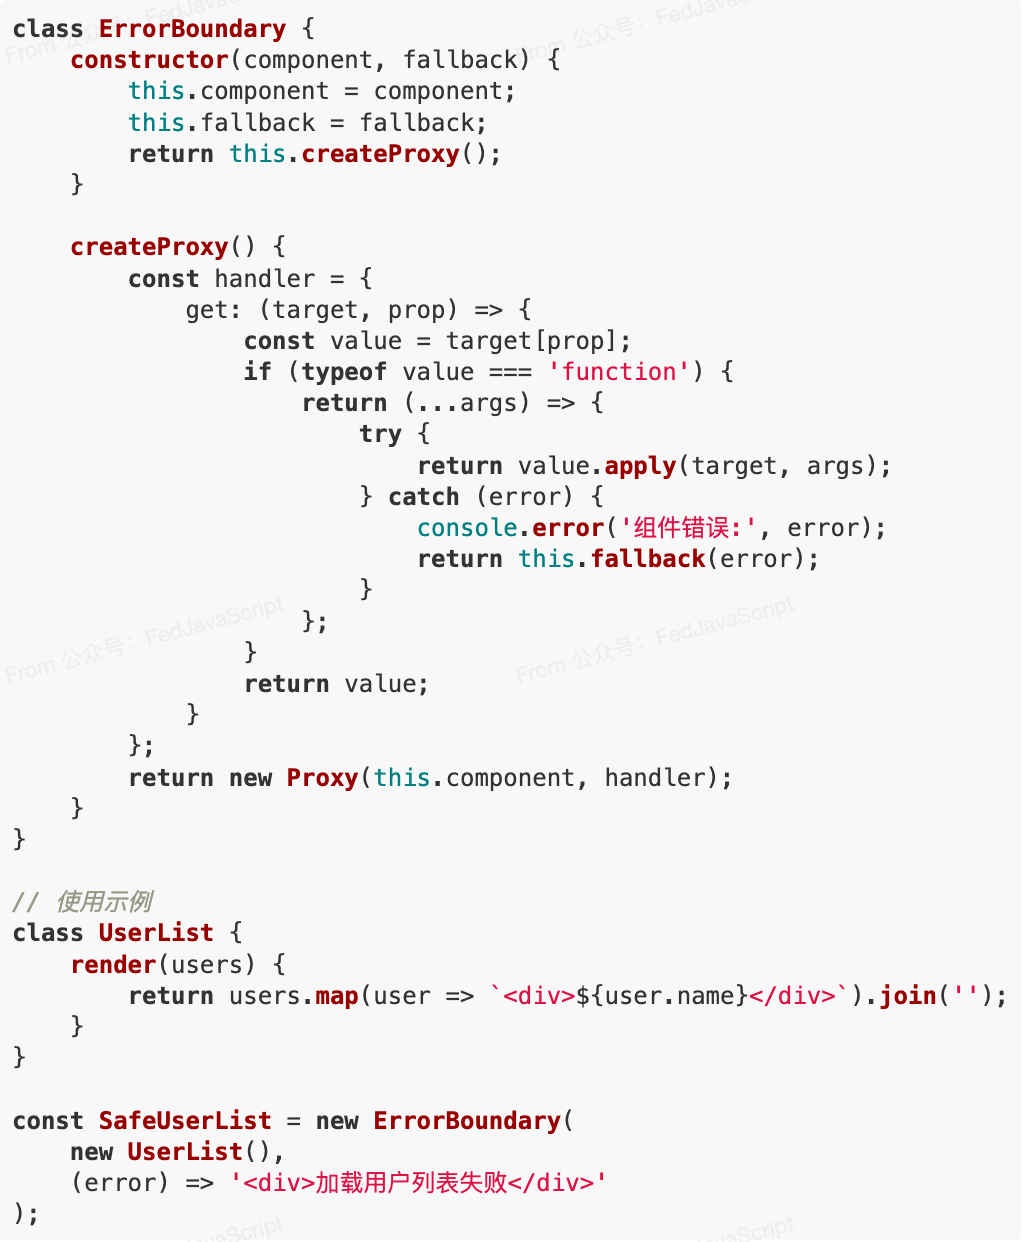 class ErrorBoundary {
    constructor(component, fallback) {
        this.component = component;
        this.fallback = fallback;
        return this.createProxy();
    }

    createProxy() {
        const handler = {
            get: (target, prop) => {
                const value = target[prop];
                if (typeof value === 'function') {
                    return (...args) => {
                        try {
                            return value.apply(target, args);
                        } catch (error) {
                            console.error('组件错误:', error);
                            return this.fallback(error);
                        }
                    };
                }
                return value;
            }
        };
        return new Proxy(this.component, handler);
    }
}

// 使用示例
class UserList {
    render(users) {
        return users.map(user => `<div>${user.name}</div>`).join('');
    }
}

const SafeUserList = new ErrorBoundary(
    new UserList(),
    (error) => '<div>加载用户列表失败</div>'
);
From 公众号：FedJavaScript
From 公众号：FedJavaScript
From 公众号：FedJavaScript
From 公众号：FedJavaScript